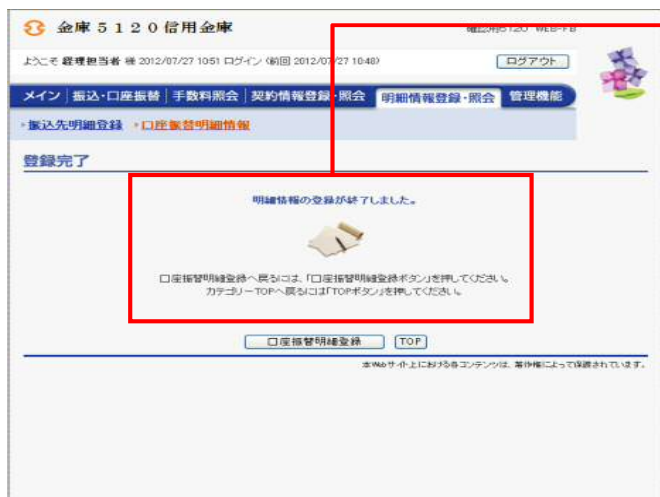 金庫５１２０信用金庫
ようこそ 経理担当者 様 2012/07/27 10:51 ログイン (前回 2012/07/27 10:48)
ログアウト
メイン 振込・口座振替 手数料照会 契約情報登録・照会 明細情報登録・照会 管理機能
振込先明細登録 口座振替明細情報
登録完了
明細情報の登録が終了しました。
口座振替明細登録へ戻るには、「口座振替明細登録ボタン」を押してください。
カテゴリーTOPへ戻るには「TOPボタン」を押してください。
口座振替明細登録 TOP
本Webサイト上における各コンテンツは、著作権によって保護されています。